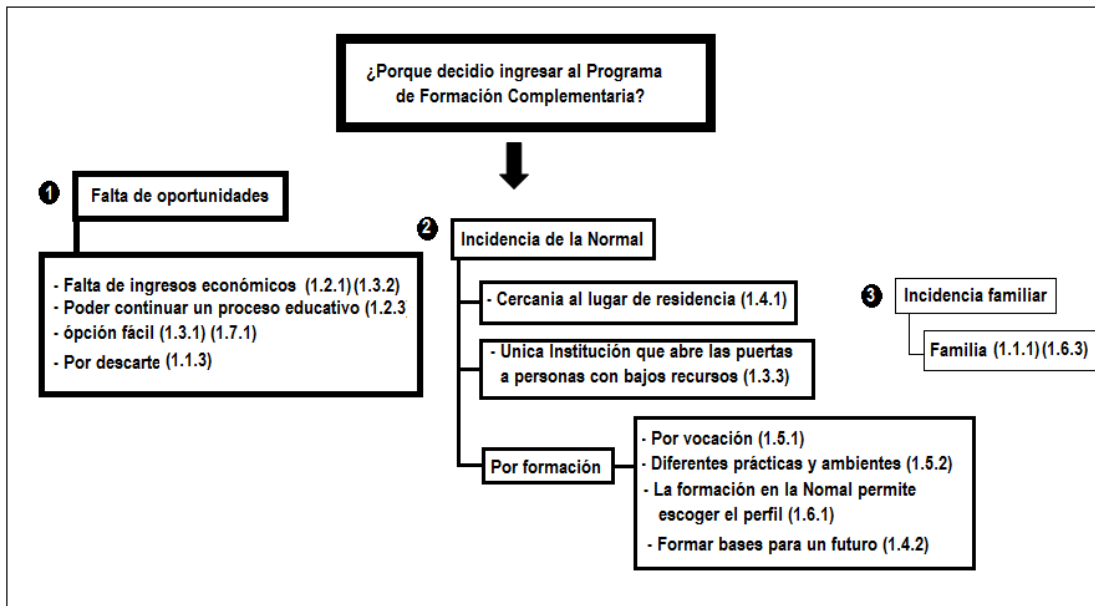 ¿Porque decidio ingresar al Programa
de Formación Complementaria?
1
Falta de oportunidades
- Falta de ingresos económicos (1.2.1) (1.3.2)
- Poder continuar un proceso educativo (1.2.3)
- ópción fácil (1.3.1) (1.7.1)
- Por descarte (1.1.3)
2
Incidencia de la Normal
- Cercania al lugar de residencia (1.4.1)
- Unica Institución que abre las puertas
a personas con bajos recursos (1.3.3)
Por formación
- Por vocación (1.5.1)
- Diferentes prácticas y ambientes (1.5.2)
- La formación en la Nomal permite
escoger el perfil (1.6.1)
- Formar bases para un futuro (1.4.2)
3
Incidencia familiar
Familia (1.1.1) (1.6.3)